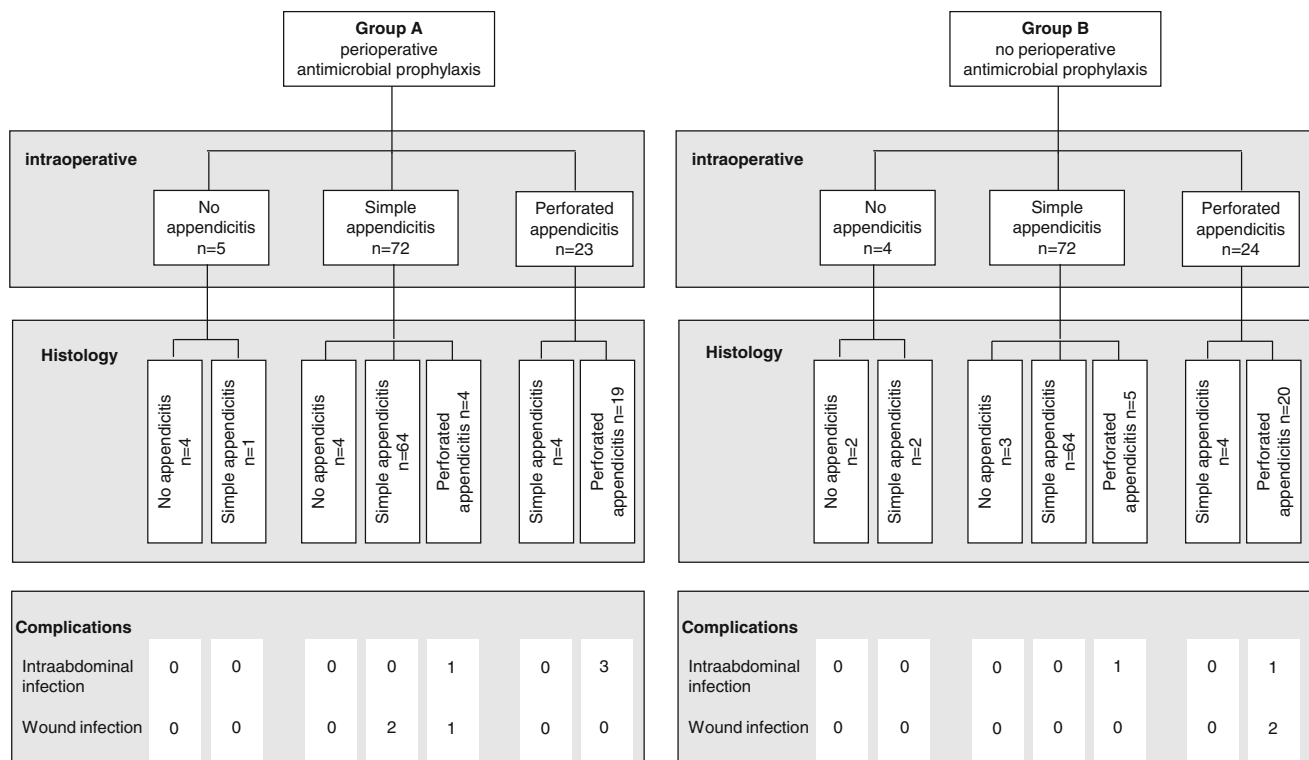 Group A
perioperative
antimicrobial prophylaxis
intraoperative
No
appendicitis
n=5
Simple
appendicitis
n=72
Perforated
appendicitis
n=23
Histology
No appendicitis
n=4
Simple appendicitis
n=1
No appendicitis
n=4
Simple appendicitis
n=64
Perforated
appendicitis n=4
Simple appendicitis
n=4
Perforated
appendicitis n=19
Complications
Intraabdominal
infection
0 0 0 0 1 0 3
Wound infection 0 0 0 2 1 0 0
Group B
no perioperative
antimicrobial prophylaxis
intraoperative
No
appendicitis
n=4
Simple
appendicitis
n=72
Perforated
appendicitis
n=24
Histology
No appendicitis
n=2
Simple appendicitis
n=2
No appendicitis
n=3
Simple appendicitis
n=64
Perforated
appendicitis n=5
Simple appendicitis
n=4
Perforated
appendicitis n=20
Complications
Intraabdominal
infection
0 0 0 0 1 0 1
Wound infection 0 0 0 0 0 0 2